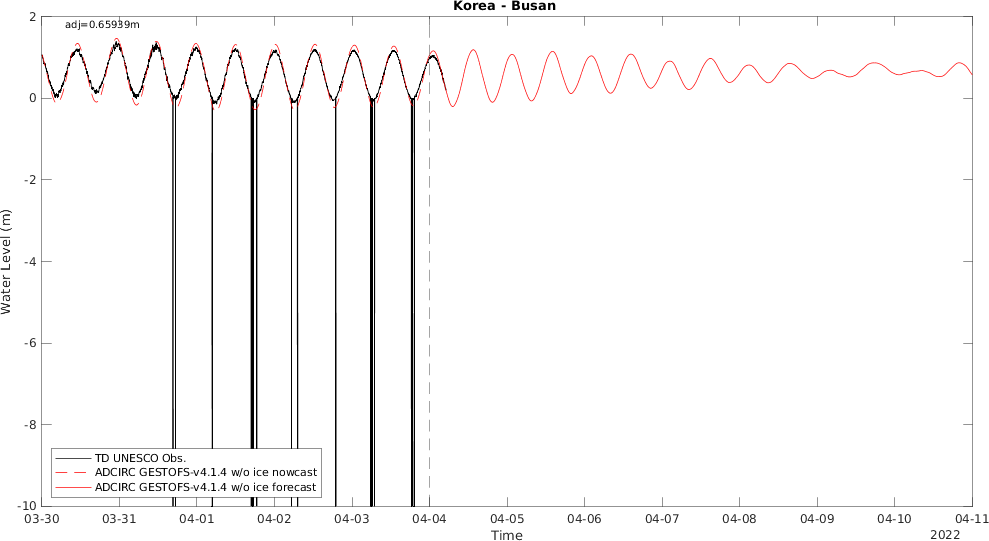 Korea - Busan
adj=0.65939m
2
0
-2
-4
-6
-8
-10
Water Level (m)
TD UNESCO Obs.
ADCIRC GESTOFS-v4.1.4 w/o ice nowcast
ADCIRC GESTOFS-v4.1.4 w/o ice forecast
03-30 03-31 04-01 04-02 04-03 04-04 04-05 04-06 04-07 04-08 04-09 04-10 04-11
Time
2022